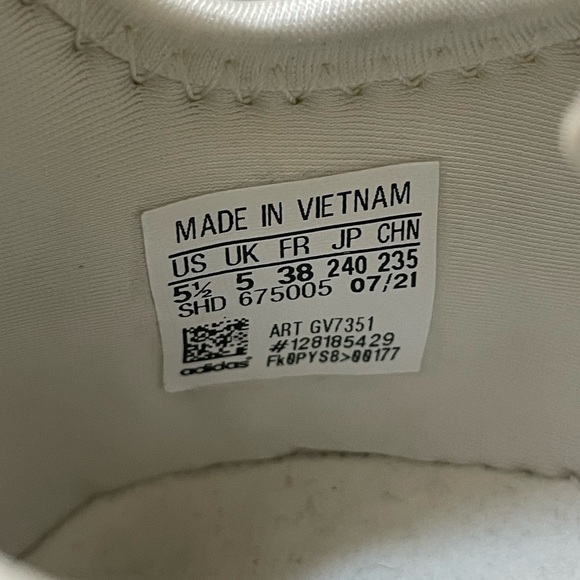 MADE IN VIETNAM
US UK FR JP CHN
5½ 5 38 240 235
SHD 675005 07/21
ART GV7351
#128185429
Fk0PYS8>00177
adidas